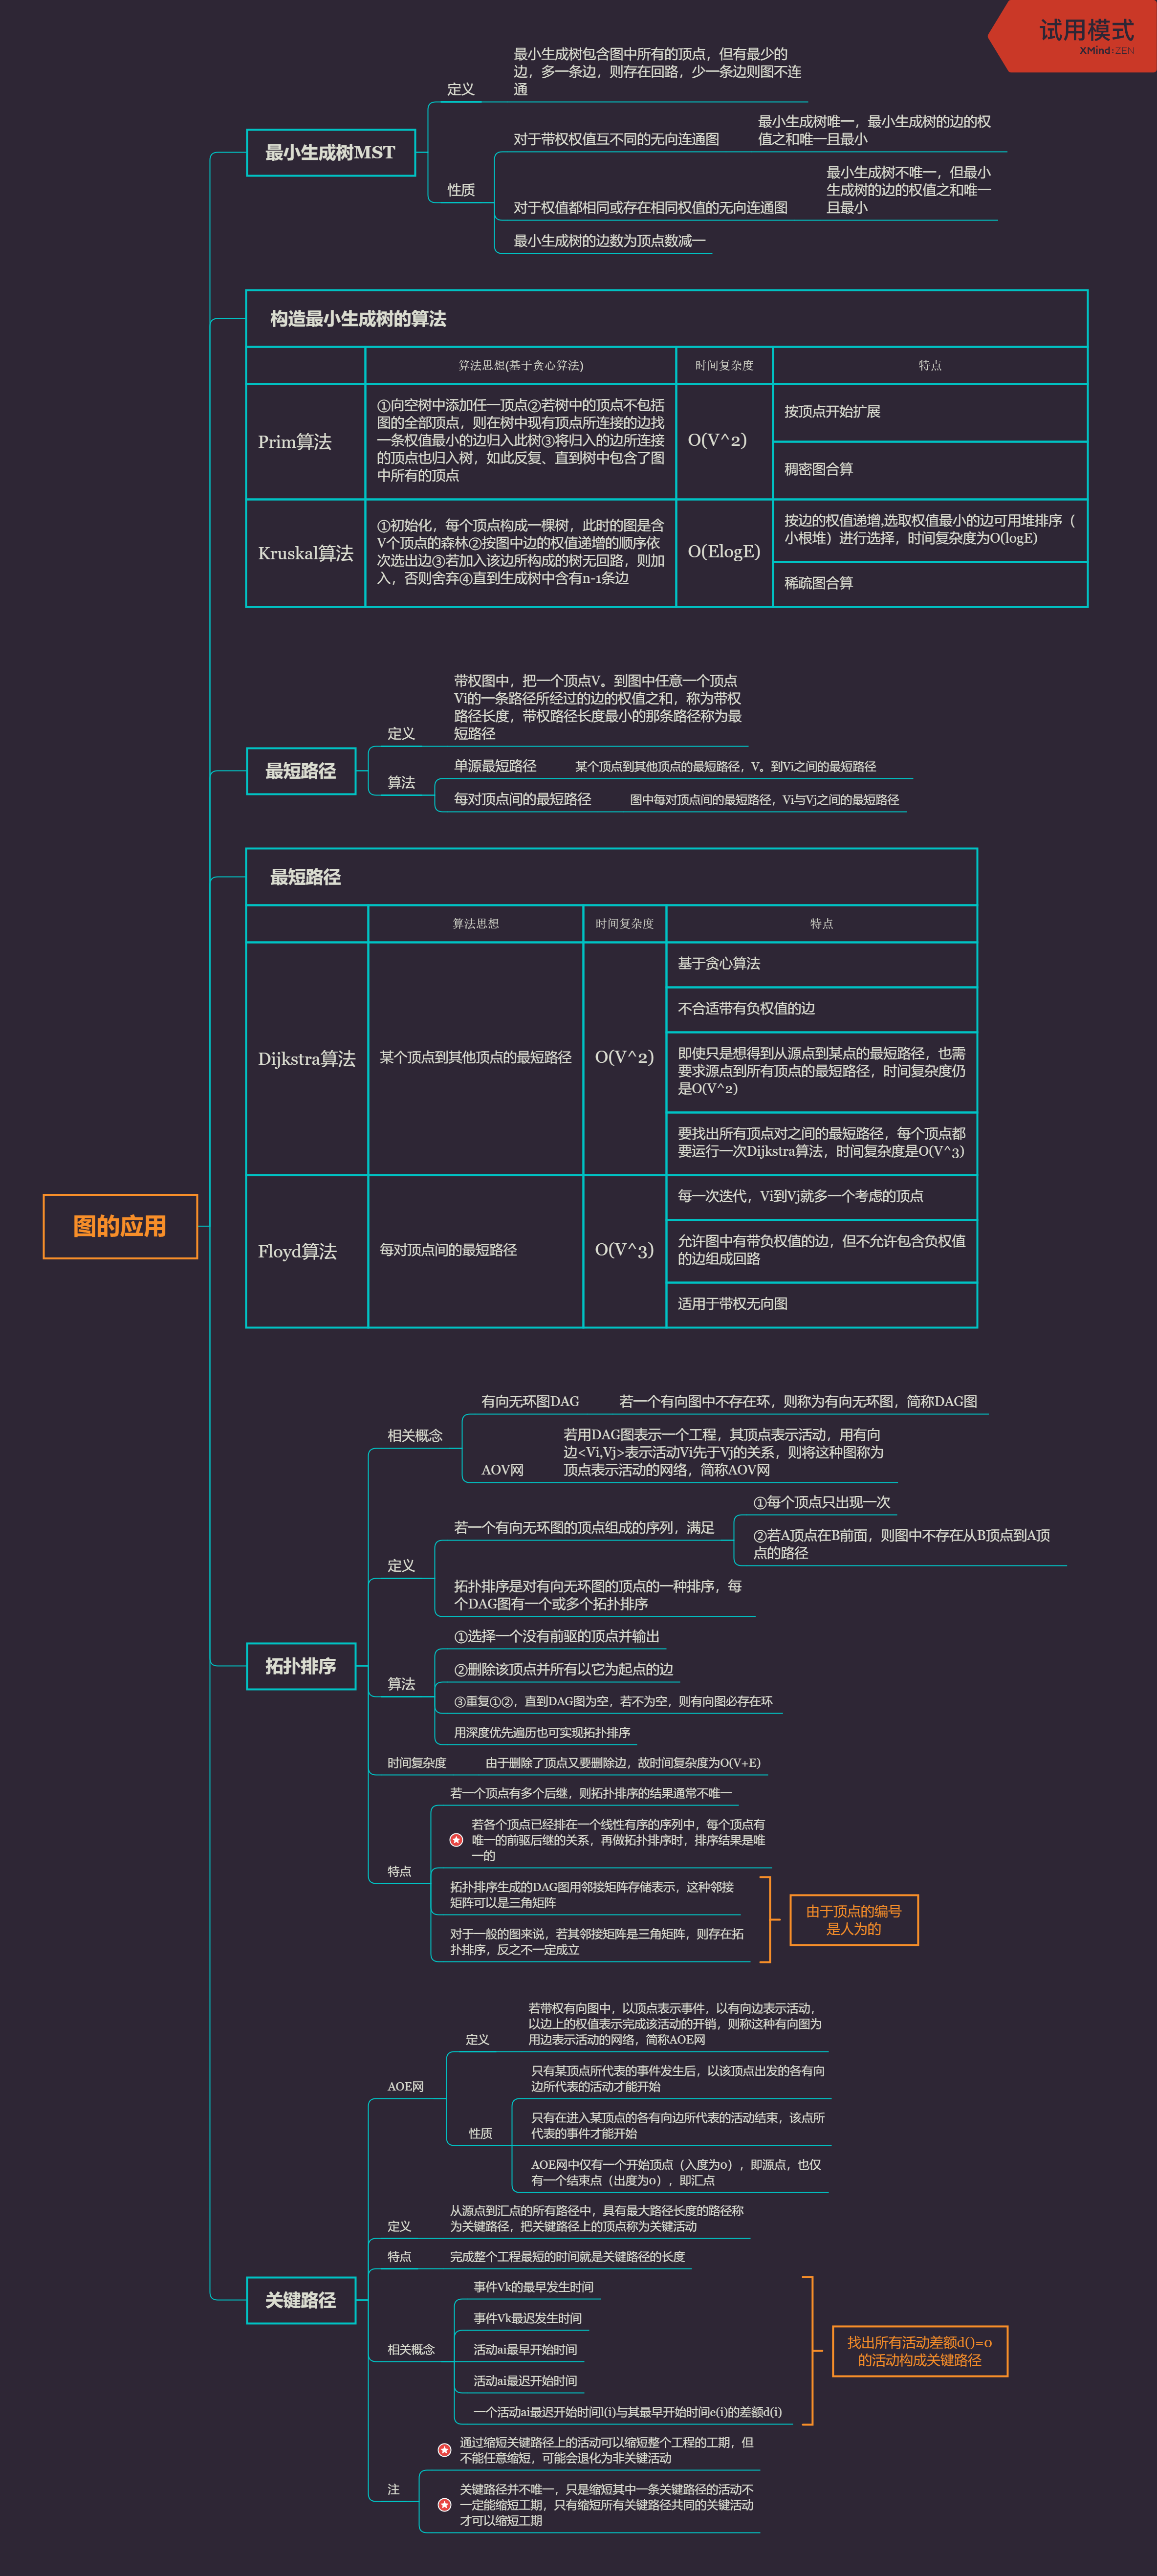 试用模式
XMind:ZEN
图的应用
最小生成树MST
定义
最小生成树包含图中所有的顶点，但有最少的
边，多一条边，则存在回路，少一条边则图不连
通
性质
对于带权权值互不同的无向连通图
最小生成树唯一，最小生成树的边的权
值之和唯一且最小
对于权值都相同或存在相同权值的无向连通图
最小生成树不唯一，但最小
生成树的边的权值之和唯一
且最小
最小生成树的边数为顶点数减一
构造最小生成树的算法
算法思想(基于贪心算法)
时间复杂度
特点
Prim算法
①向空树中添加任一顶点②若树中的顶点不包括
图的全部顶点，则在树中现有顶点所连接的边找
一条权值最小的边归入此树③将归入的边所连接
的顶点也归入树，如此反复、直到树中包含了图
中所有的顶点
O(V^2)
按顶点开始扩展
稠密图合算
Kruskal算法
①初始化，每个顶点构成一棵树，此时的图是含
V个顶点的森林②按图中边的权值递增的顺序依
次选出边③若加入该边所构成的树无回路，则加
入，否则舍弃④直到生成树中含有n-1条边
O(ElogE)
按边的权值递增,选取权值最小的边可用堆排序（
小根堆）进行选择，时间复杂度为O(logE)
稀疏图合算
最短路径
定义
带权图中，把一个顶点V。到图中任意一个顶点
Vi的一条路径所经过的边的权值之和，称为带权
路径长度，带权路径长度最小的那条路径称为最
短路径
算法
单源最短路径
某个顶点到其他顶点的最短路径，V。到Vi之间的最短路径
每对顶点间的最短路径
图中每对顶点间的最短路径，Vi与Vj之间的最短路径
最短路径
算法思想
时间复杂度
特点
Dijkstra算法
某个顶点到其他顶点的最短路径
O(V^2)
基于贪心算法
不合适带有负权值的边
即使只是想得到从源点到某点的最短路径，也需
要求源点到所有顶点的最短路径，时间复杂度仍
是O(V^2)
要找出所有顶点对之间的最短路径，每个顶点都
要运行一次Dijkstra算法，时间复杂度是O(V^3)
Floyd算法
每对顶点间的最短路径
O(V^3)
每一次迭代，Vi到Vj就多一个考虑的顶点
允许图中有带负权值的边，但不允许包含负权值
的边组成回路
适用于带权无向图
拓扑排序
相关概念
有向无环图DAG
若一个有向图中不存在环，则称为有向无环图，简称DAG图
AOV网
若用DAG图表示一个工程，其顶点表示活动，用有向
边<Vi,Vj>表示活动Vi先于Vj的关系，则将这种图称为
顶点表示活动的网络，简称AOV网
定义
若一个有向无环图的顶点组成的序列，满足
①每个顶点只出现一次
②若A顶点在B前面，则图中不存在从B顶点到A顶
点的路径
拓扑排序是对有向无环图的顶点的一种排序，每
个DAG图有一个或多个拓扑排序
算法
①选择一个没有前驱的顶点并输出
②删除该顶点并所有以它为起点的边
③重复①②，直到DAG图为空，若不为空，则有向图必存在环
用深度优先遍历也可实现拓扑排序
时间复杂度
由于删除了顶点又要删除边，故时间复杂度为O(V+E)
特点
若一个顶点有多个后继，则拓扑排序的结果通常不唯一
若各个顶点已经排在一个线性有序的序列中，每个顶点有
唯一的前驱后继的关系，再做拓扑排序时，排序结果是唯
一的
拓扑排序生成的DAG图用邻接矩阵存储表示，这种邻接
矩阵可以是三角矩阵
对于一般的图来说，若其邻接矩阵是三角矩阵，则存在拓
扑排序，反之不一定成立
由于顶点的编号
是人为的
关键路径
AOE网
定义
若带权有向图中，以顶点表示事件，以有向边表示活动，
以边上的权值表示完成该活动的开销，则称这种有向图为
用边表示活动的网络，简称AOE网
性质
只有某顶点所代表的事件发生后，以该顶点出发的各有向
边所代表的活动才能开始
只有在进入某顶点的各有向边所代表的活动结束，该点所
代表的事件才能开始
AOE网中仅有一个开始顶点（入度为0），即源点，也仅
有一个结束点（出度为0），即汇点
定义
从源点到汇点的所有路径中，具有最大路径长度的路径称
为关键路径，把关键路径上的顶点称为关键活动
特点
完成整个工程最短的时间就是关键路径的长度
相关概念
事件Vk的最早发生时间
事件Vk最迟发生时间
活动ai最早开始时间
活动ai最迟开始时间
一个活动ai最迟开始时间l(i)与其最早开始时间e(i)的差额d(i)
找出所有活动差额d()=0
的活动构成关键路径
注
通过缩短关键路径上的活动可以缩短整个工程的工期，但
不能任意缩短，可能会退化为非关键活动
关键路径并不唯一，只是缩短其中一条关键路径的活动不
一定能缩短工期，只有缩短所有关键路径共同的关键活动
才可以缩短工期